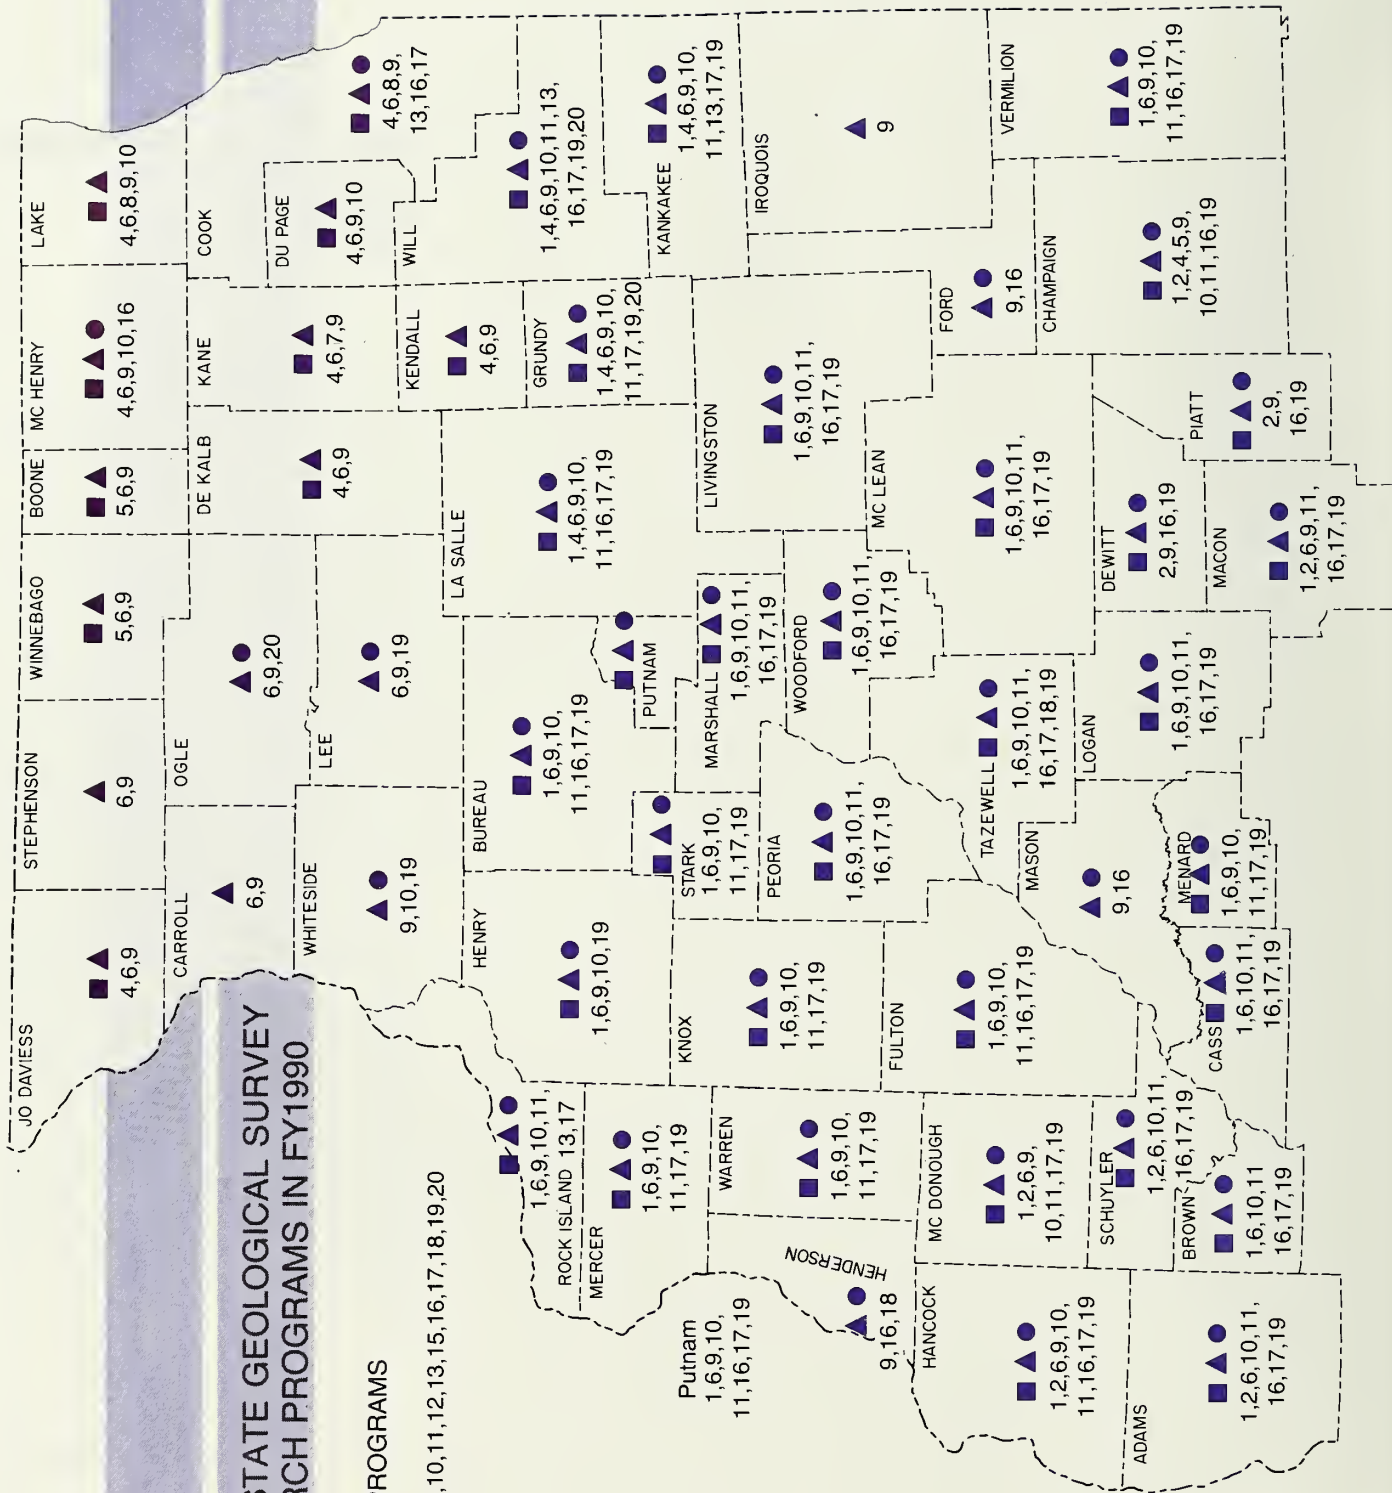 STATE GEOLOGICAL SURVEY
RCH PROGRAMS IN FY1990
ROGRAMS
,10,11,12,13,15,16,17,18,19,20
JO DAVIESS
4,6,9
STEPHENSON
6,9
WINNEBAGO
5,6,9
BOONE
5,6,9
MC HENRY
4,6,9,10,16
LAKE
4,6,8,9,10
CARROLL
6,9
OGLE
6,9,20
DE KALB
4,6,9
KANE
4,6,7,9
COOK
4,6,8,9,
13,16,17
DU PAGE
4,6,9,10
WHITESIDE
9,10,19
LEE
6,9,19
KENDALL
4,6,9
WILL
1,4,6,9,10,11,13,
16,17,19,20
ROCK ISLAND
1,6,9,10,11,
13,17
HENRY
1,6,9,10,19
BUREAU
1,6,9,10,
11,16,17,19
LA SALLE
1,4,6,9,10,
11,16,17,19
GRUNDY
1,4,6,9,10,
11,17,19,20
KANKAKEE
1,4,6,9,10,
11,13,17,19
MERCER
1,6,9,10,
11,17,19
PUTNAM
Putnam
1,6,9,10,
11,16,17,19
KNOX
1,6,9,10,
11,17,19
STARK
1,6,9,10,
11,17,19
MARSHALL
1,6,9,10,11,
16,17,19
LIVINGSTON
1,6,9,10,11,
16,17,19
IROQUOIS
9
HENDERSON
9,16,18
WARREN
1,6,9,10,
11,17,19
PEORIA
1,6,9,10,11,
16,17,19
WOODFORD
1,6,9,10,11,
16,17,19
FORD
9,16
HANCOCK
1,2,6,9,10,
11,16,17,19
MC DONOUGH
1,2,6,9,
10,11,17,19
FULTON
1,6,9,10,
11,16,17,19
TAZEWELL
1,6,9,10,11,
16,17,18,19
MC LEAN
1,6,9,10,11,
16,17,19
CHAMPAIGN
1,2,4,5,9,
10,11,16,19
VERMILION
1,6,9,10,
11,16,17,19
SCHUYLER
1,2,6,10,11,
16,17,19
MASON
9,16
LOGAN
1,6,9,10,11,
16,17,19
DEWITT
2,9,16,19
PIATT
2,9,
16,19
ADAMS
1,2,6,10,11,
16,17,19
BROWN
1,6,10,11
16,17,19
CASS
1,6,10,11,
16,17,19
MENARD
1,6,9,10,
11,17,19
MACON
1,2,6,9,11,
16,17,19